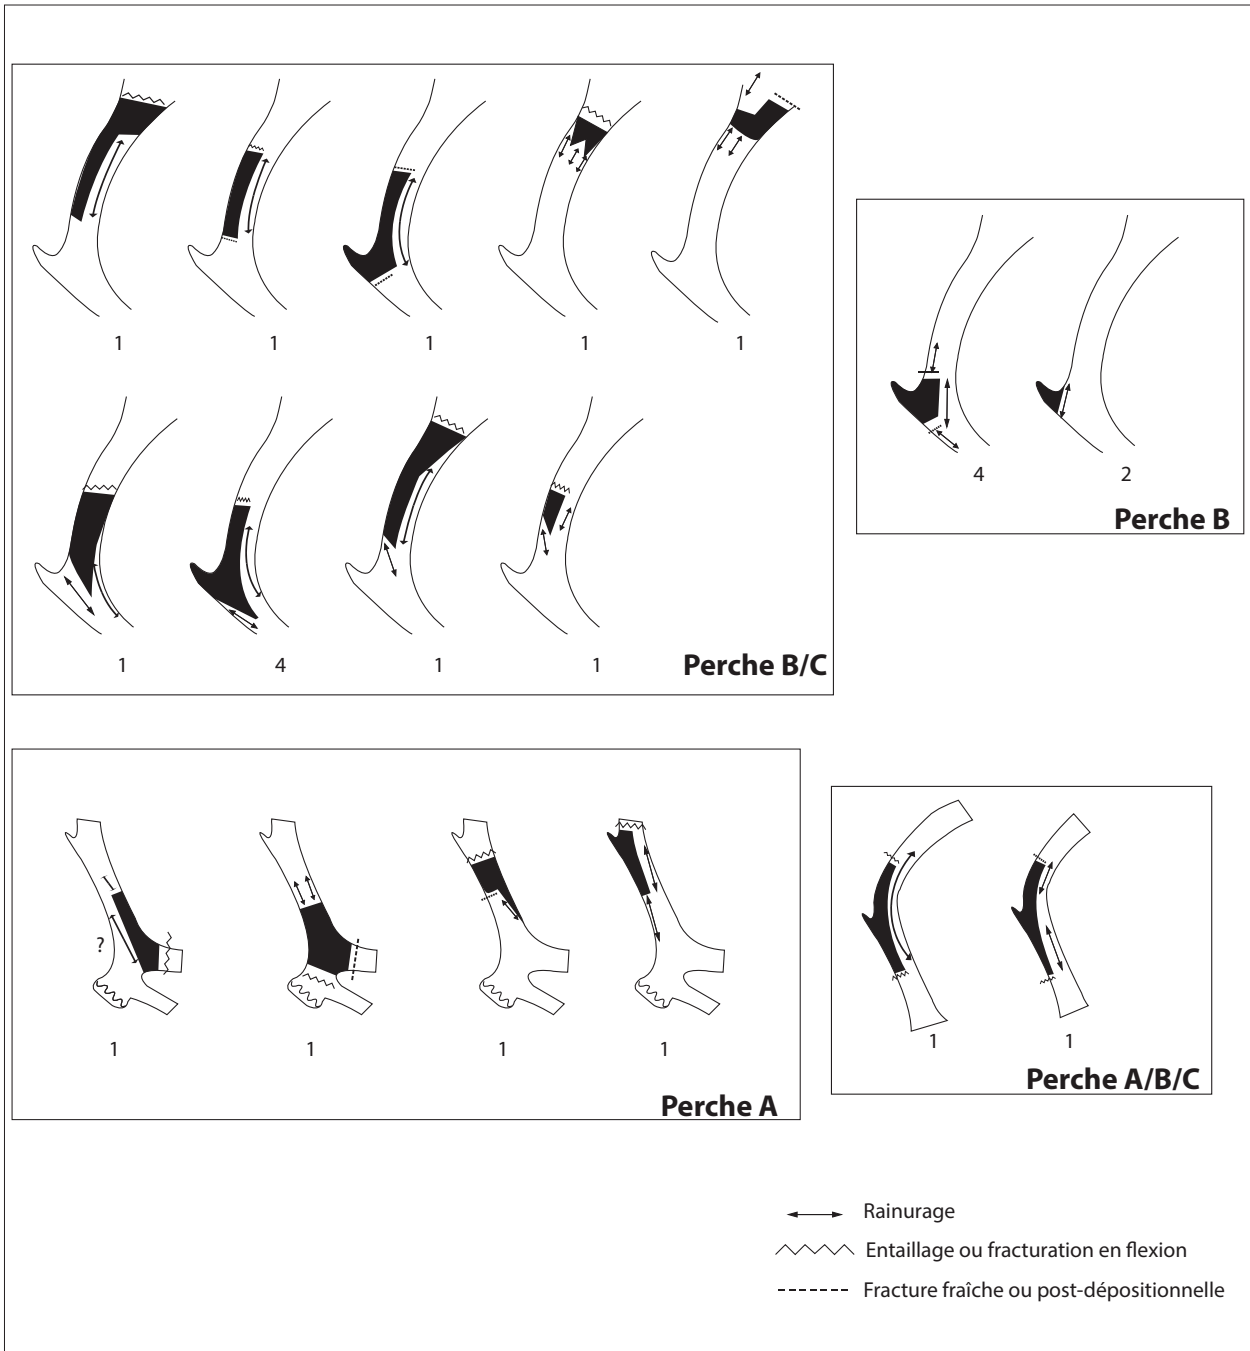 1 1 1 1 1
1 4 1 1
Perche B/C
4 2
Perche B
?
1 1 1 1
Perche A
1 1
Perche A/B/C
Rainurage
Entaillage ou fracturation en flexion
Fracture fraîche ou post-dépositionnelle